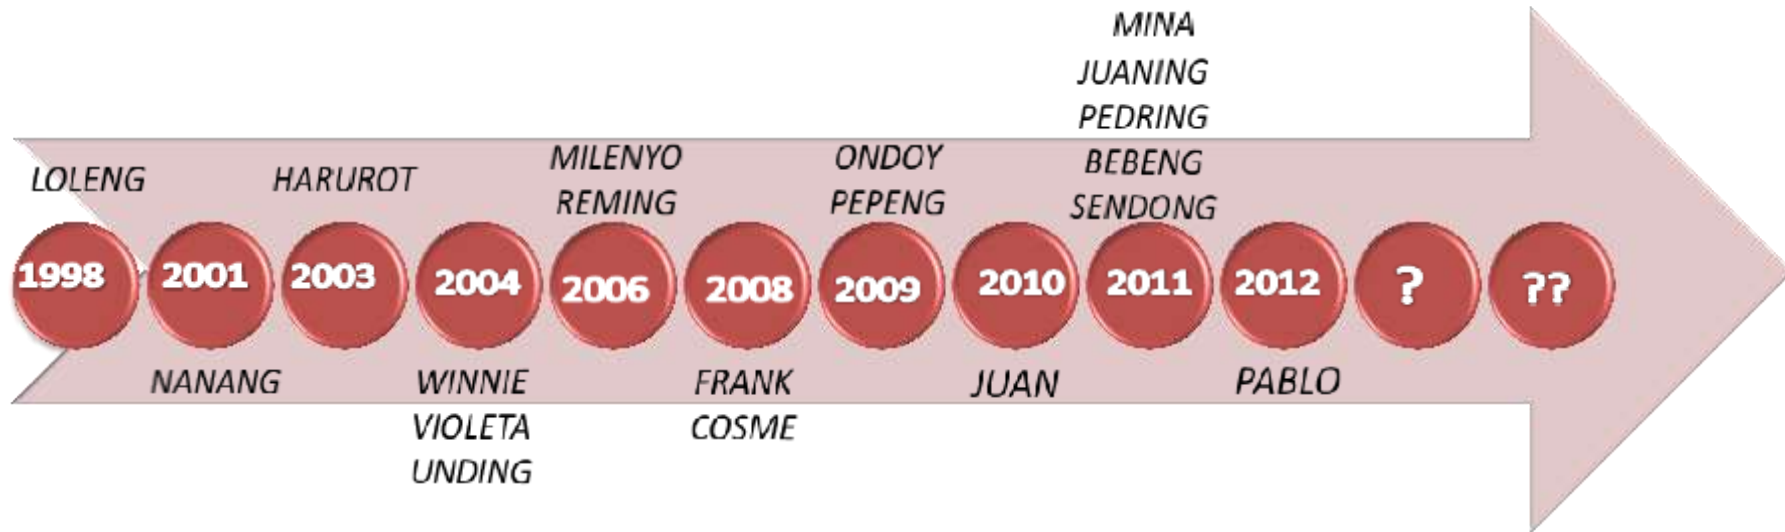 MINA
JUANING
PEDRING
BEBENG
SENDONG
MILENYO
REMING
ONDOY
PEPENG
LOLENG
HARUROT
1998
2001
2003
2004
2006
2008
2009
2010
2011
2012
?
??
NANANG
WINNIE
VIOLETA
UNDING
FRANK
COSME
JUAN
PABLO